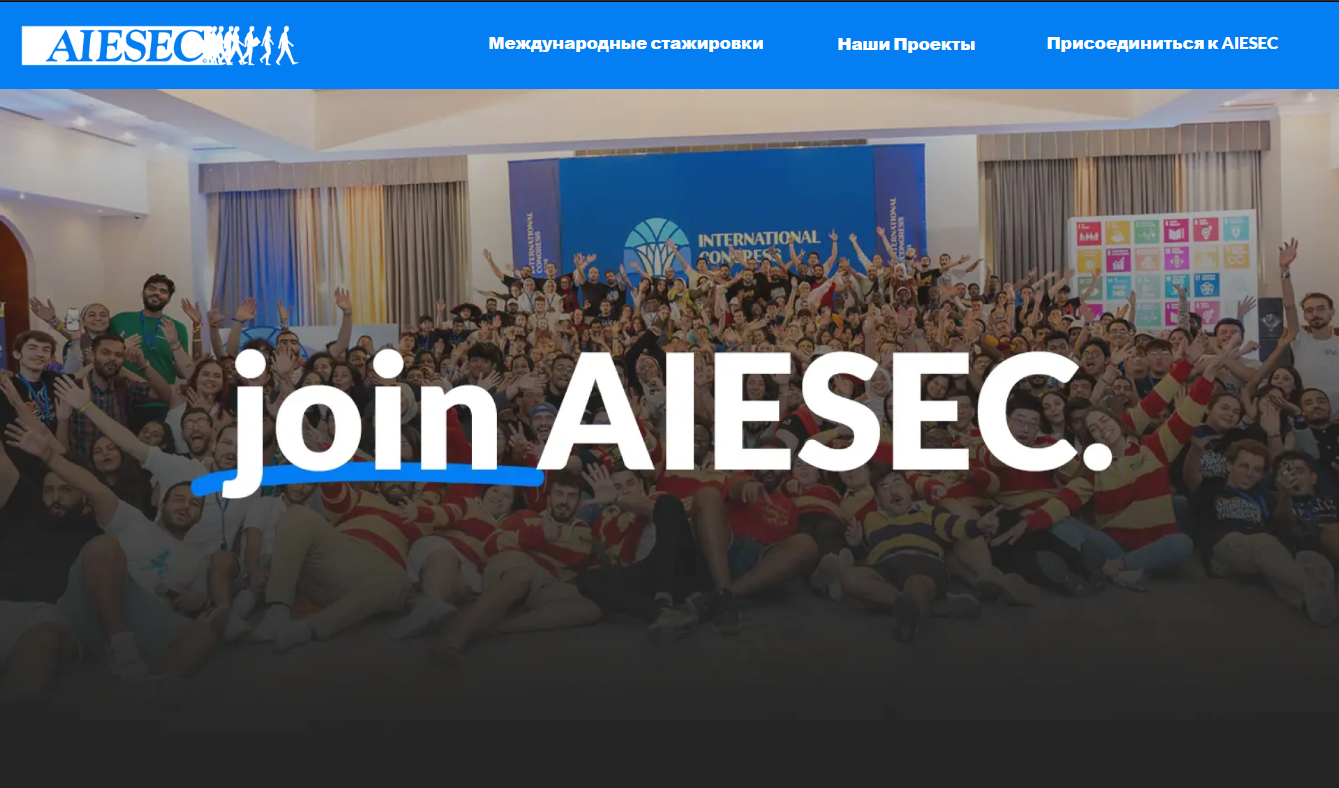 AIESEC
Международные стажировки
Наши Проекты
Присоединиться к AIESEC
INTERNATIONAL
CONGRESS
INTERNATIONAL
CONGRESS
INTERNATIONAL
CONGRESS
join AIESEC.